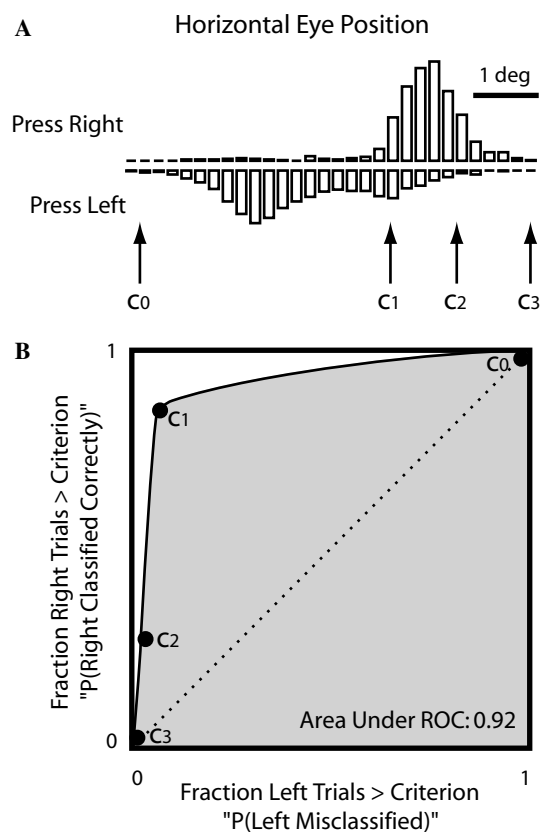 A
Horizontal Eye Position
1 deg
Press Right
Press Left
C0
C1
C2
C3
B
1
C0
C1
Fraction Right Trials > Criterion
"P(Right Classified Correctly)"
C2
Area Under ROC: 0.92
C3
0
0
1
Fraction Left Trials > Criterion
"P(Left Misclassified)"